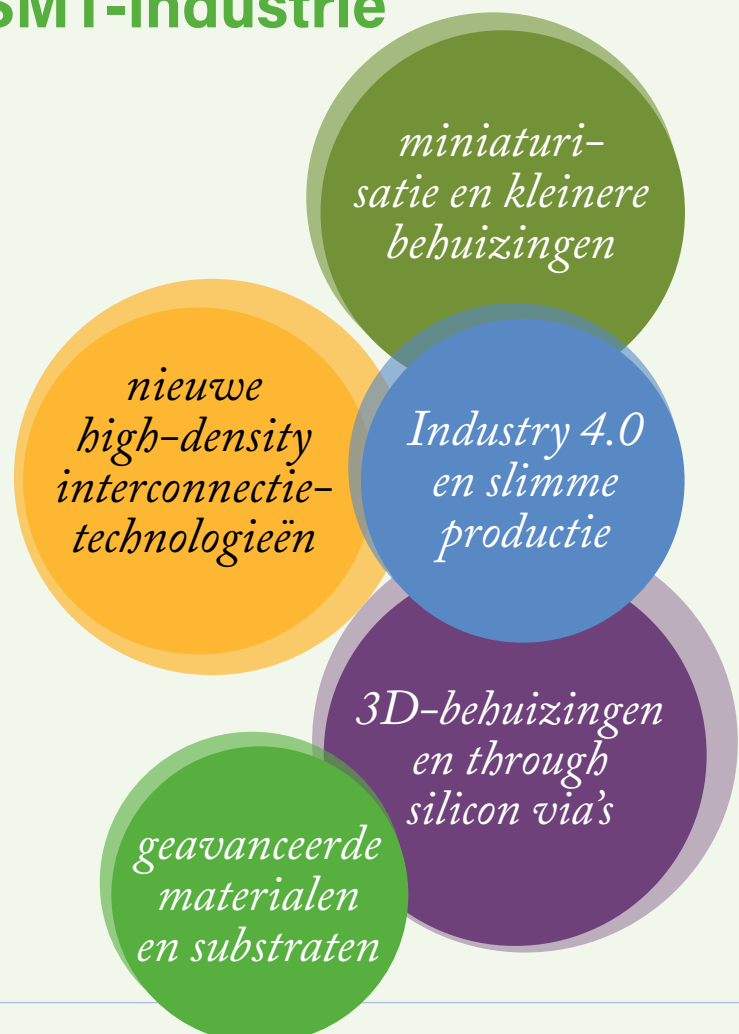 SMT-industrie
miniaturi-
satie en kleinere
behuizingen
nieuwe
high-density
interconnectie-
technologieën
Industry 4.0
en slimme
productie
3D-behuizingen
en through
silicon via's
geavanceerde
materialen
en substraten